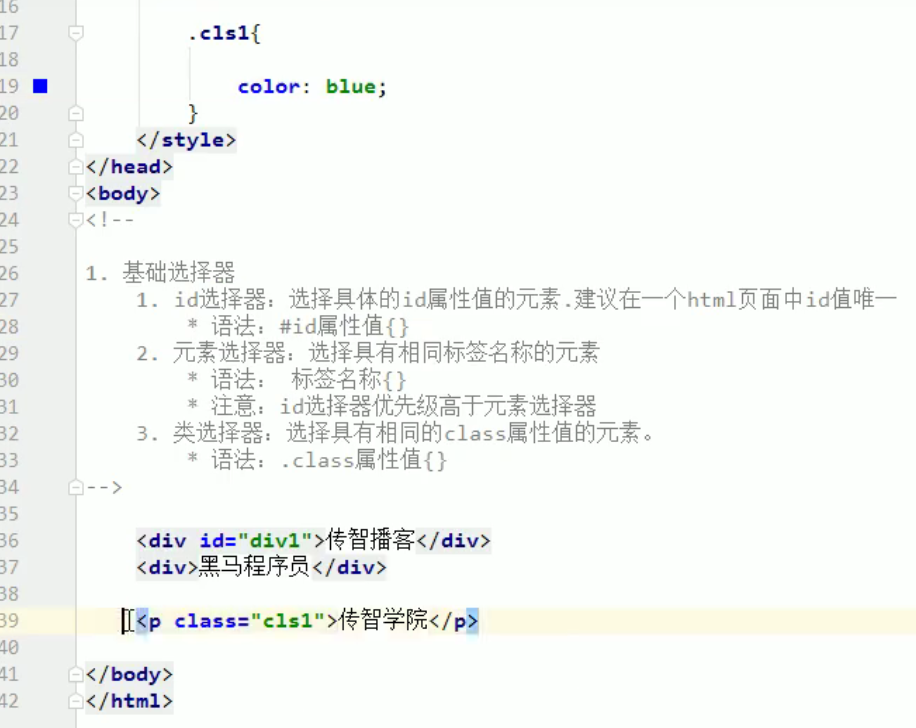 16
17 .cls1{
18
19 color: blue;
20 }
21 </style>
22 </head>
23 <body>
24 <!--
25
26 1. 基础选择器
27 1. id选择器：选择具体的id属性值的元素.建议在一个html页面中id值唯一
28 * 语法：#id属性值{}
29 2. 元素选择器：选择具有相同标签名称的元素
30 * 语法： 标签名称{}
31 * 注意：id选择器优先级高于元素选择器
32 3. 类选择器：选择具有相同的class属性值的元素。
33 * 语法：.class属性值{}
34 -->
35
36 <div id="div1">传智播客</div>
37 <div>黑马程序员</div>
38
39 <p class="cls1">传智学院</p>
40
41 </body>
42 </html>